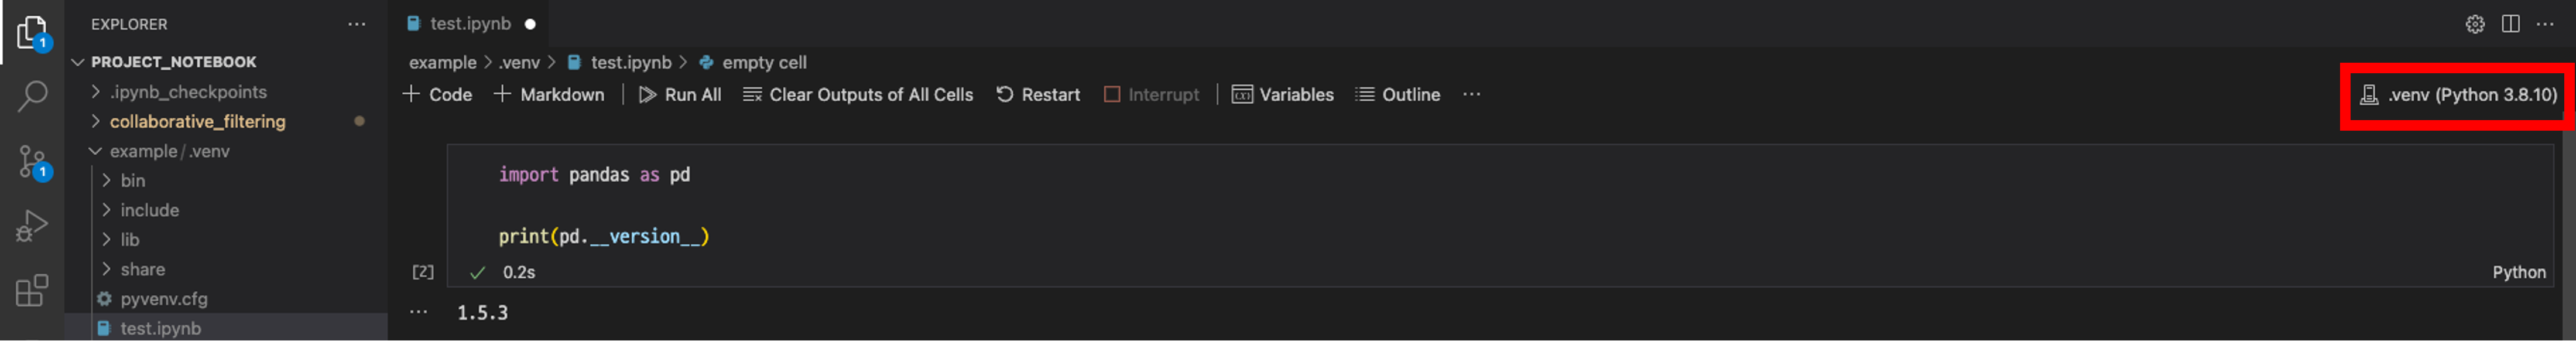 1
1
EXPLORER ···
PROJECT_NOTEBOOK
.ipynb_checkpoints
collaborative_filtering
example / .venv
bin
include
lib
share
pyvenv.cfg
test.ipynb
test.ipynb
example > .venv > test.ipynb > empty cell
+ Code + Markdown Run All Clear Outputs of All Cells Restart Interrupt Variables Outline ··· .venv (Python 3.8.10)
import pandas as pd
print(pd.__version__)
[2] 0.2s Python
··· 1.5.3